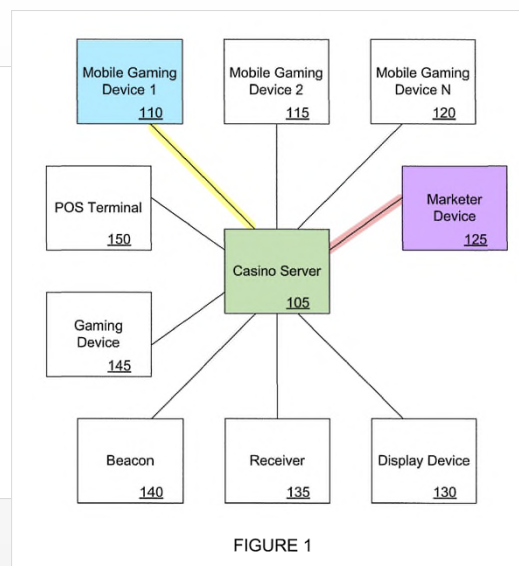 Mobile Gaming
Device 1
110
Mobile Gaming
Device 2
115
Mobile Gaming
Device N
120
POS Terminal
150
Marketer
Device
125
Casino Server
105
Gaming
Device
145
Beacon
140
Receiver
135
Display Device
130
FIGURE 1